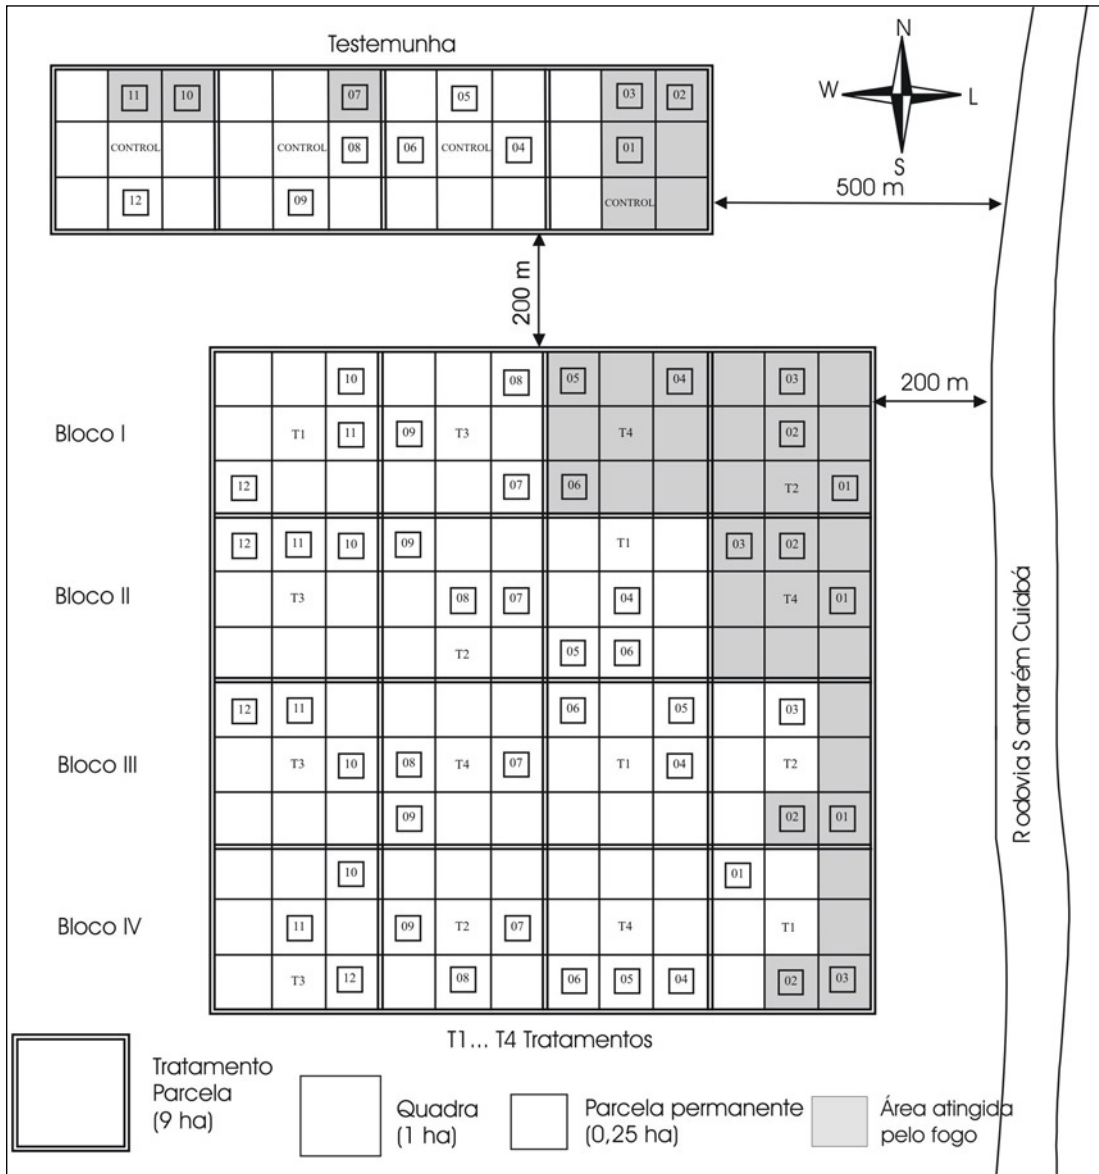 Testemunha
N
W L
S
11 10 07 05 03 02
CONTROL CONTROL 08 06 CONTROL 04 01
12 09 CONTROL
500 m
200 m
200 m
10 08 05 04 03
Bloco I T1 11 09 T3 T4 02
12 07 06 T2 01
12 11 10 09 T1 03 02
Bloco II T3 08 07 04 T4 01
T2 05 06
12 11 06 05 03
Bloco III T3 10 08 T4 07 T1 04 T2
09 02 01
10 01
Bloco IV 11 09 T2 07 T4 T1
T3 12 08 06 05 04 02 03
Rodovia Santarém Cuiabá
T1... T4 Tratamentos
Tratamento
Parcela
(9 ha)
Quadra
(1 ha)
Parcela permanente
(0,25 ha)
Área atingida
pelo fogo